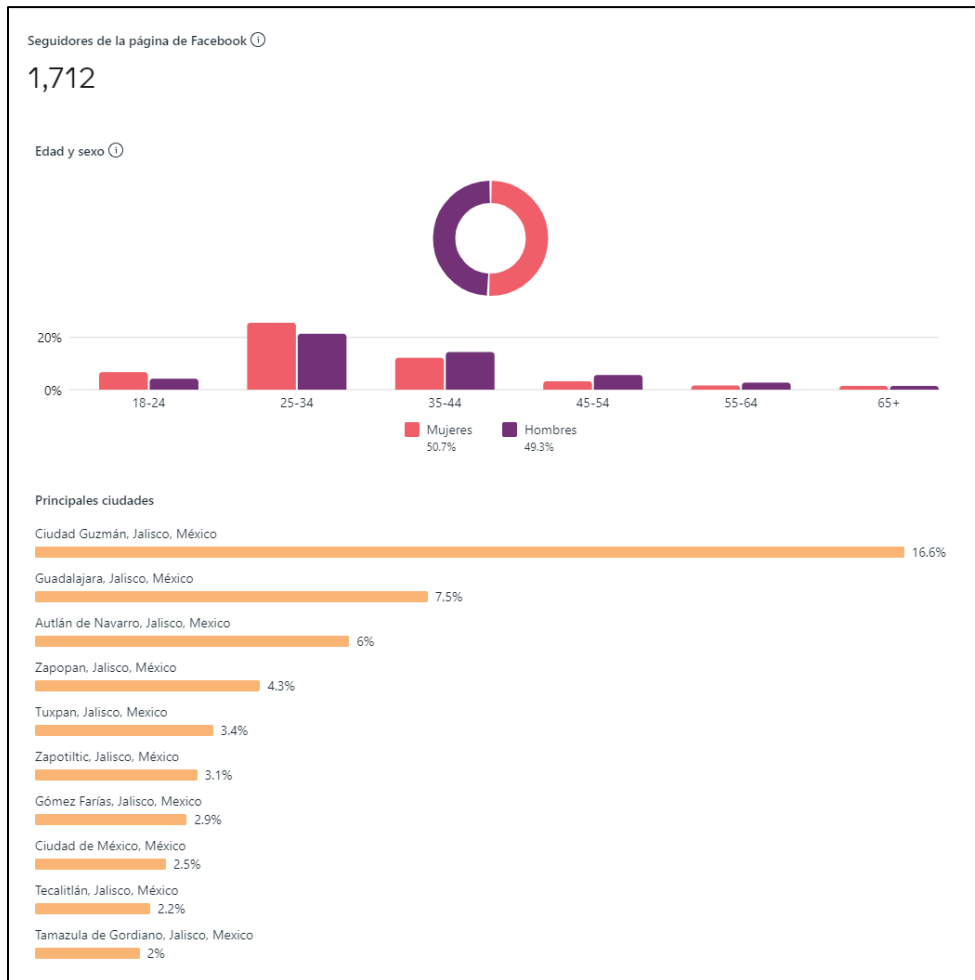 Seguidores de la página de Facebook
1,712
Edad y sexo
20%
0%
18-24 25-34 35-44 45-54 55-64 65+
Mujeres Hombres
50.7% 49.3%
Principales ciudades
Ciudad Guzmán, Jalisco, México
16.6%
Guadalajara, Jalisco, México
7.5%
Autlán de Navarro, Jalisco, Mexico
6%
Zapopan, Jalisco, México
4.3%
Tuxpan, Jalisco, Mexico
3.4%
Zapotiltic, Jalisco, México
3.1%
Gómez Farías, Jalisco, Mexico
2.9%
Ciudad de México, México
2.5%
Tecalitlán, Jalisco, México
2.2%
Tamazula de Gordiano, Jalisco, Mexico
2%